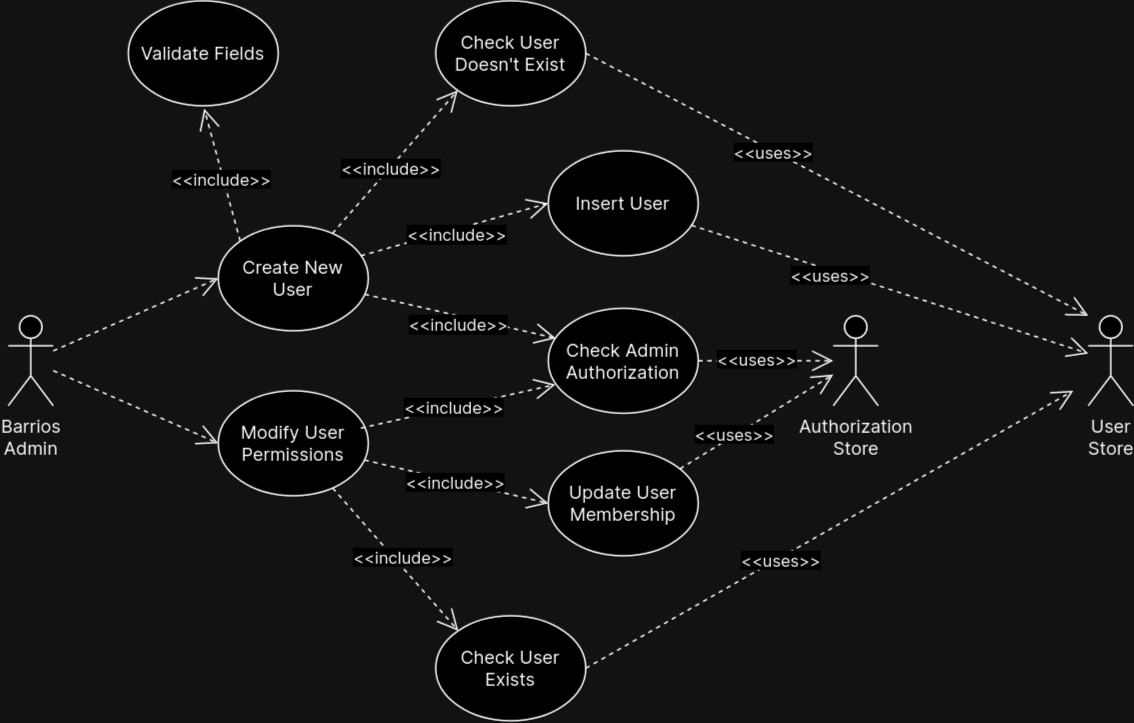 Validate Fields
Check User
Doesn't Exist
<<uses>>
<<include>>
<<include>>
Insert User
<<include>>
Create New
User
<<uses>>
<<include>>
Check Admin
Authorization
<<uses>>
Barrios
Admin
Authorization
Store
User
Store
<<include>>
Modify User
Permissions
<<uses>>
<<include>>
Update User
Membership
<<include>>
<<uses>>
Check User
Exists